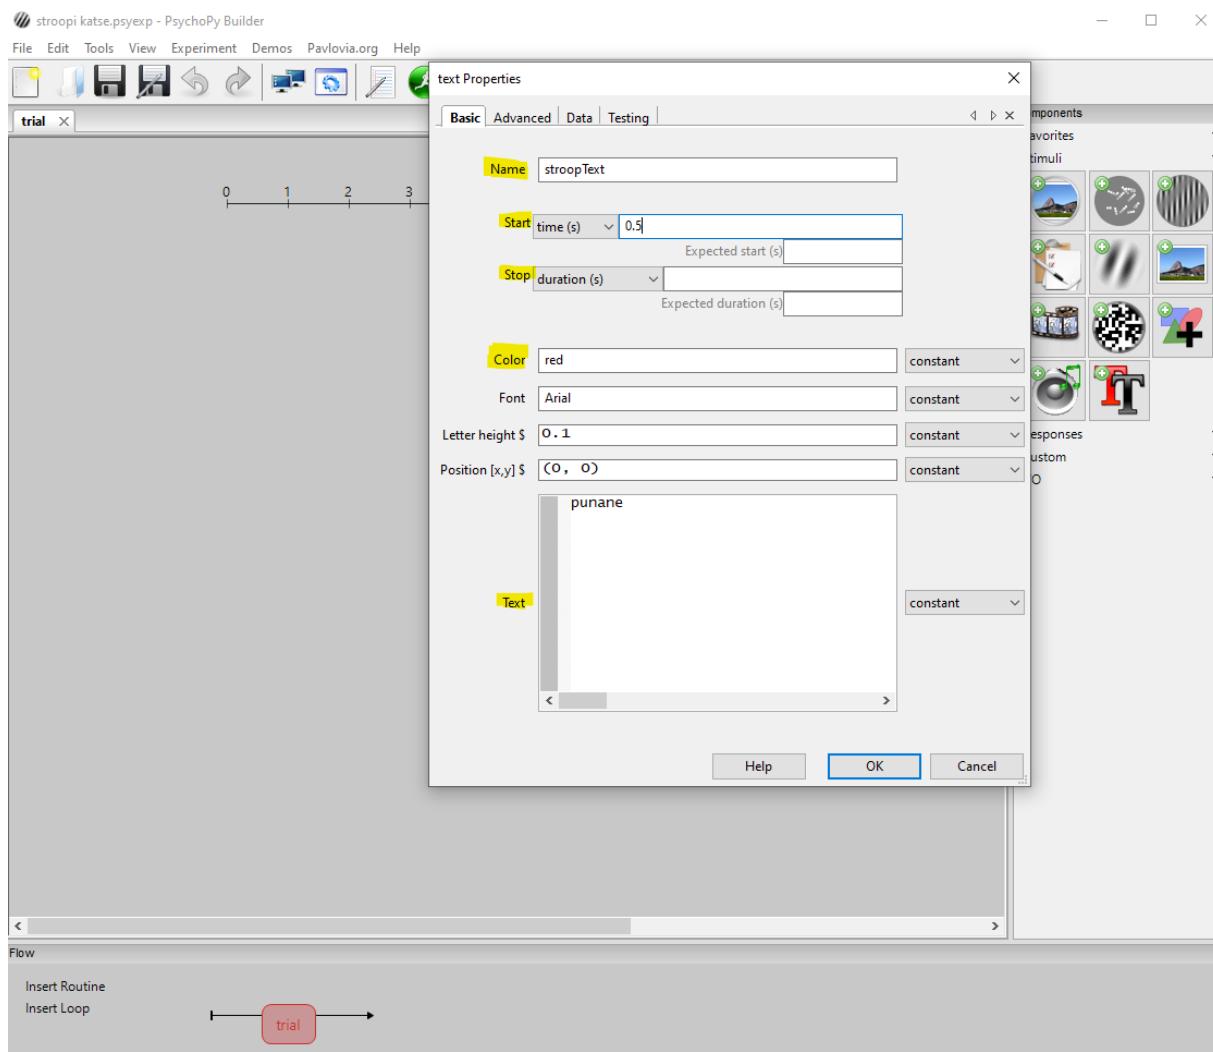 stroopi katse.psyexp - PsychoPy Builder
File Edit Tools View Experiment Demos Pavlovia.org Help
text Properties
trial
Basic Advanced Data Testing
0 1 2 3
Name stroopText
Start time (s) 0.5
Expected start (s)
Stop duration (s)
Expected duration (s)
Color red constant
Font Arial constant
Letter height $ 0.1 constant
Position [x,y] $ (0, 0) constant
punane
Text constant
Help OK Cancel
mponents
avorites
timuli
esponses
ustom
O
Flow
Insert Routine
Insert Loop
trial